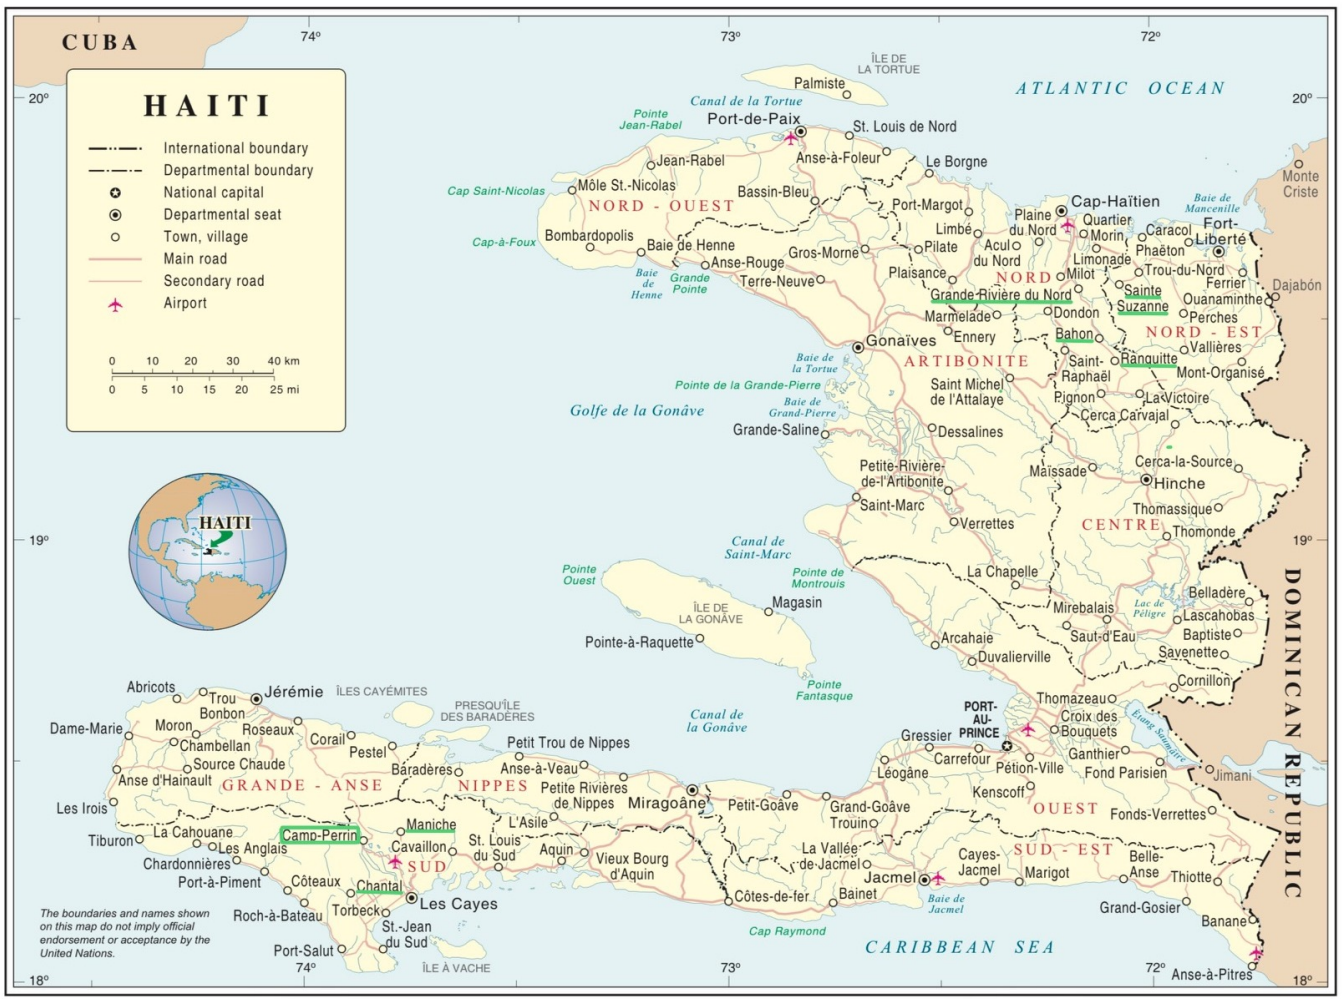 CUBA
74°
73°
72°
ÎLE DE
LA TORTUE
Palmiste
ATLANTIC OCEAN
HAITI
International boundary
Departmental boundary
National capital
Departmental seat
Town, village
Main road
Secondary road
Airport
0 10 20 30 40 km
0 5 10 15 20 25 mi
20°
20°
Canal de la Tortue
Pointe
Jean-Rabel
Port-de-Paix
St. Louis de Nord
Anse-à-Foleur
Le Borgne
Jean-Rabel
Monte
Criste
Cap Saint-Nicolas
Môle St.-Nicolas
Bassin-Bleu
NORD - OUEST
Port-Margot
Cap-Haïtien
Baie de
Mancenille
Plaine
du Nord
Quartier
Morin
Fort-
Liberté
Caracol
Limbé
Acul
du Nord
Limonade
Phaëton
Bombardopolis
Cap-à-Foux
Baie de Henne
Anse-Rouge
Gros-Morne
Pilate
Baie
de
Henne
Grande
Pointe
Terre-Neuve
Plaisance
NORD
Milot
Trou-du-Nord
Ferrier
Dajabón
Grande Rivière du Nord
Sainte
Suzanne
Ouanaminthe
Marmelade
Dondon
Perches
Ennery
Bahon
NORD - EST
Gonaïves
ARTIBONITE
Vallières
Baie de
la Tortue
Saint-
Raphaël
Ranquitte
Mont-Organisé
Pointe de la Grande-Pierre
Saint Michel
de l'Attalaye
Pignon
La Victoire
Golfe de la Gonâve
Baie de
Grand-Pierre
Cerca Carvajal
Grande-Saline
Dessalines
Petite-Rivière-
de-l'Artibonite
Maïssade
Cerca-la-Source
Hinche
Saint-Marc
Thomassique
Verrettes
CENTRE
Thomonde
HAITI
19°
19°
Canal de
Saint-Marc
Pointe
Ouest
Pointe de
Montrouis
La Chapelle
Belladère
ÎLE DE
LA GONÂVE
Magasin
Mirebalais
Lac de
Péligre
Lascahobas
Saut-d'Eau
Baptiste
Pointe-à-Raquette
Arcahaie
Savenette
Duvalierville
DOMINICAN REPUBLIC
Pointe
Fantasque
Cornillon
Abricots
Trou
Bonbon
Jérémie
ÎLES CAYÉMITES
PRESQU'ÎLE
DES BARADÈRES
Canal de
la Gonâve
PORT-
AU-
PRINCE
Thomazeau
Croix des
Bouquets
Étang Saumâtre
Dame-Marie
Moron
Roseaux
Chambellan
Corail
Pestel
Petit Trou de Nippes
Gressier
Carrefour
Ganthier
Source Chaude
Anse d'Hainault
Baradères
Anse-à-Veau
Léogâne
Pétion-Ville
Fond Parisien
Jimani
GRANDE - ANSE
NIPPES
Petite Rivières
de Nippes
Miragoâne
Kenscoff
Les Irois
Petit-Goâve
Grand-Goâve
OUEST
Fonds-Verrettes
Trouin
L'Asile
Tiburon
La Cahouane
Les Anglais
Camp-Perrin
Maniche
Cavaillon
St. Louis
du Sud
Aquin
Vieux Bourg
d'Aquin
La Vallée
de-Jacmel
Cayes-
Jacmel
SUD - EST
Belle-
Anse
Chardonnières
Port-à-Piment
SUD
Jacmel
Marigot
Thiotte
Côteaux
Chantal
Les Cayes
Côtes-de-fer
Bainet
Baie de
Jacmel
Grand-Gosier
Roch-à-Bateau
Torbeck
Banane
Cap Raymond
St.-Jean
du Sud
Port-Salut
ÎLE À VACHE
CARIBBEAN SEA
Anse-à-Pitres
The boundaries and names shown
on this map do not imply official
endorsement or acceptance by the
United Nations.
18°
74°
73°
72°
18°